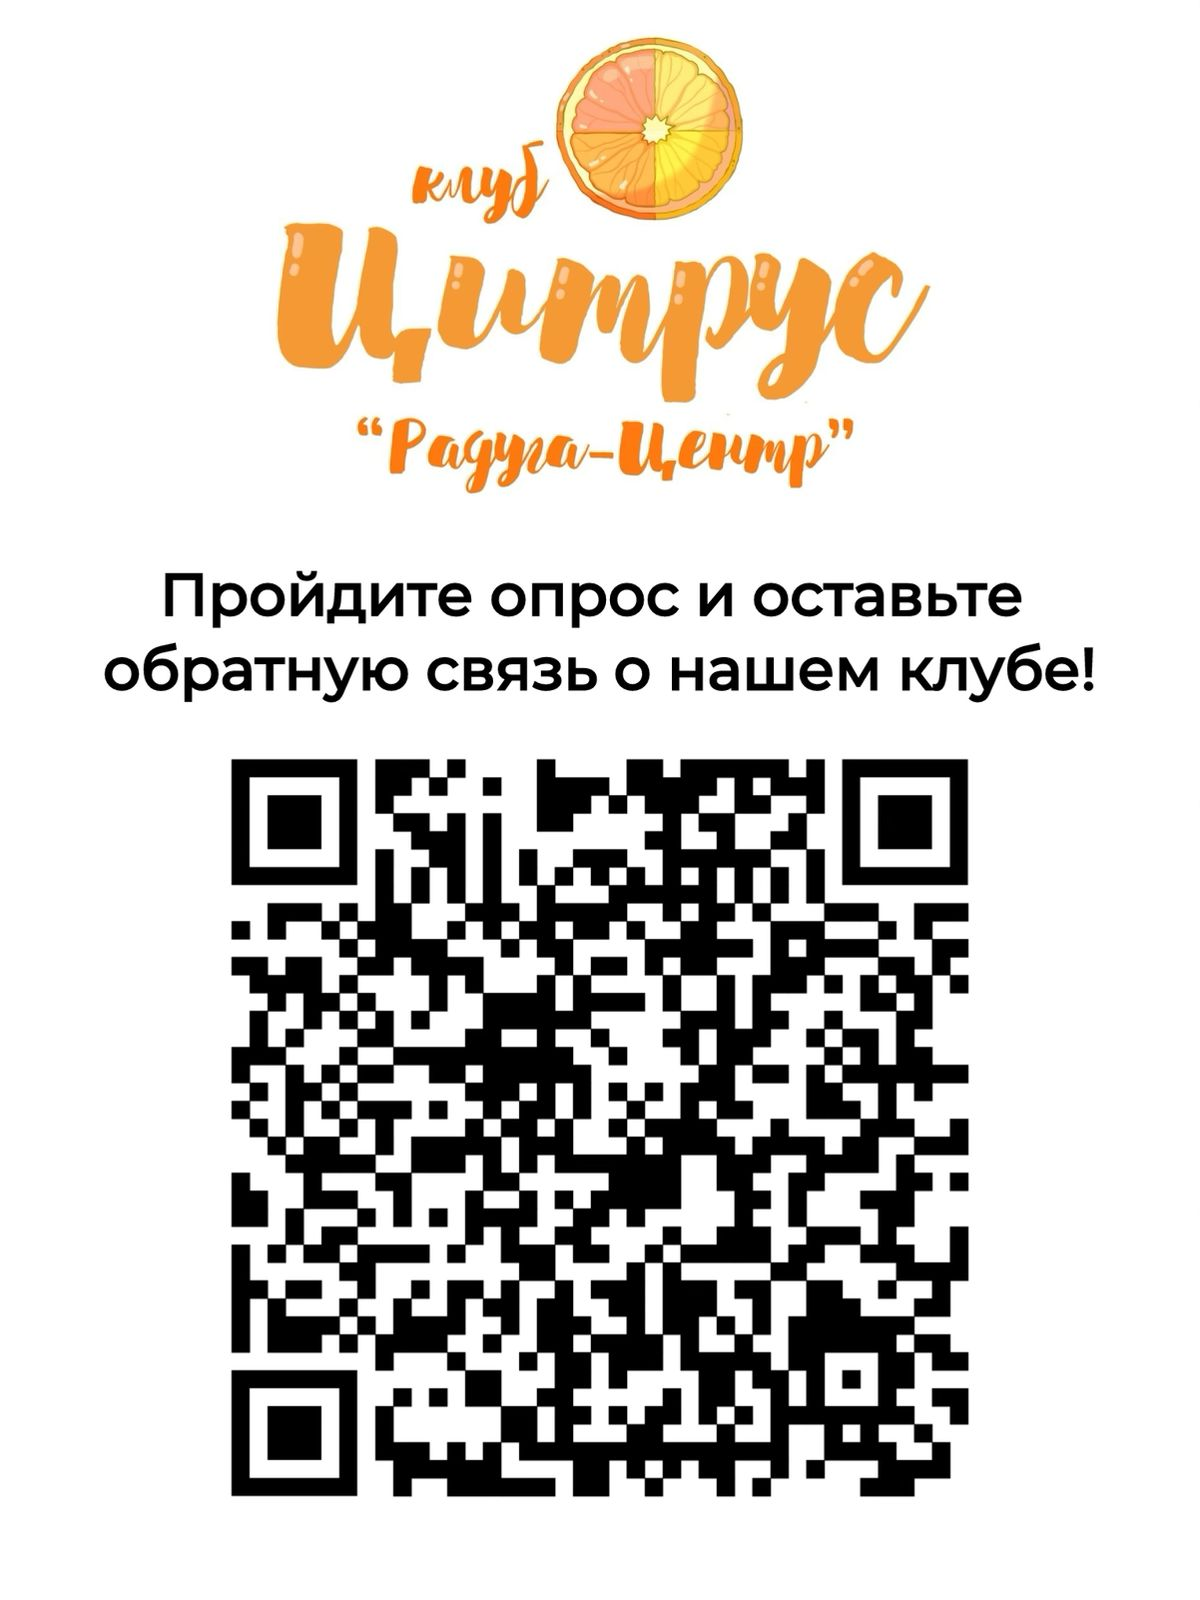 клуб
Цитрус
“Радуга-Центр”
Пройдите опрос и оставьте
обратную связь о нашем клубе!